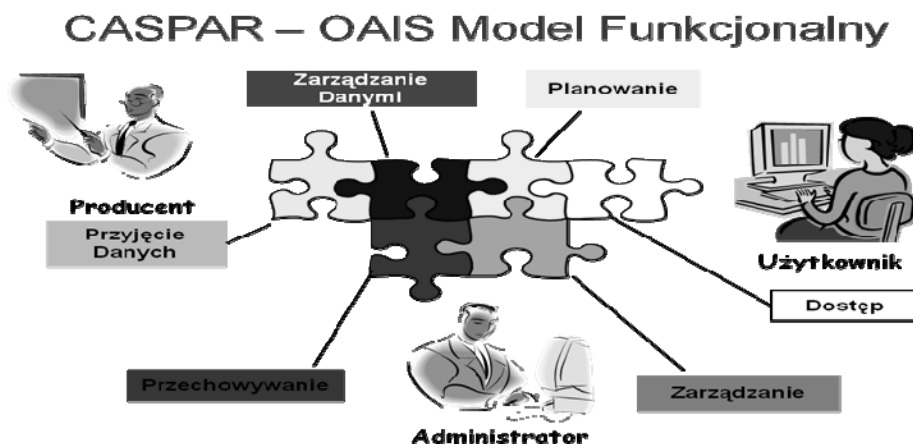 CASPAR – OAIS Model Funkcjonalny
Zarządzanie
Danymi
Planowanie
Producent
Przyjęcie
Danych
Użytkownik
Dostęp
Przechowywanie
Zarządzanie
Administrator